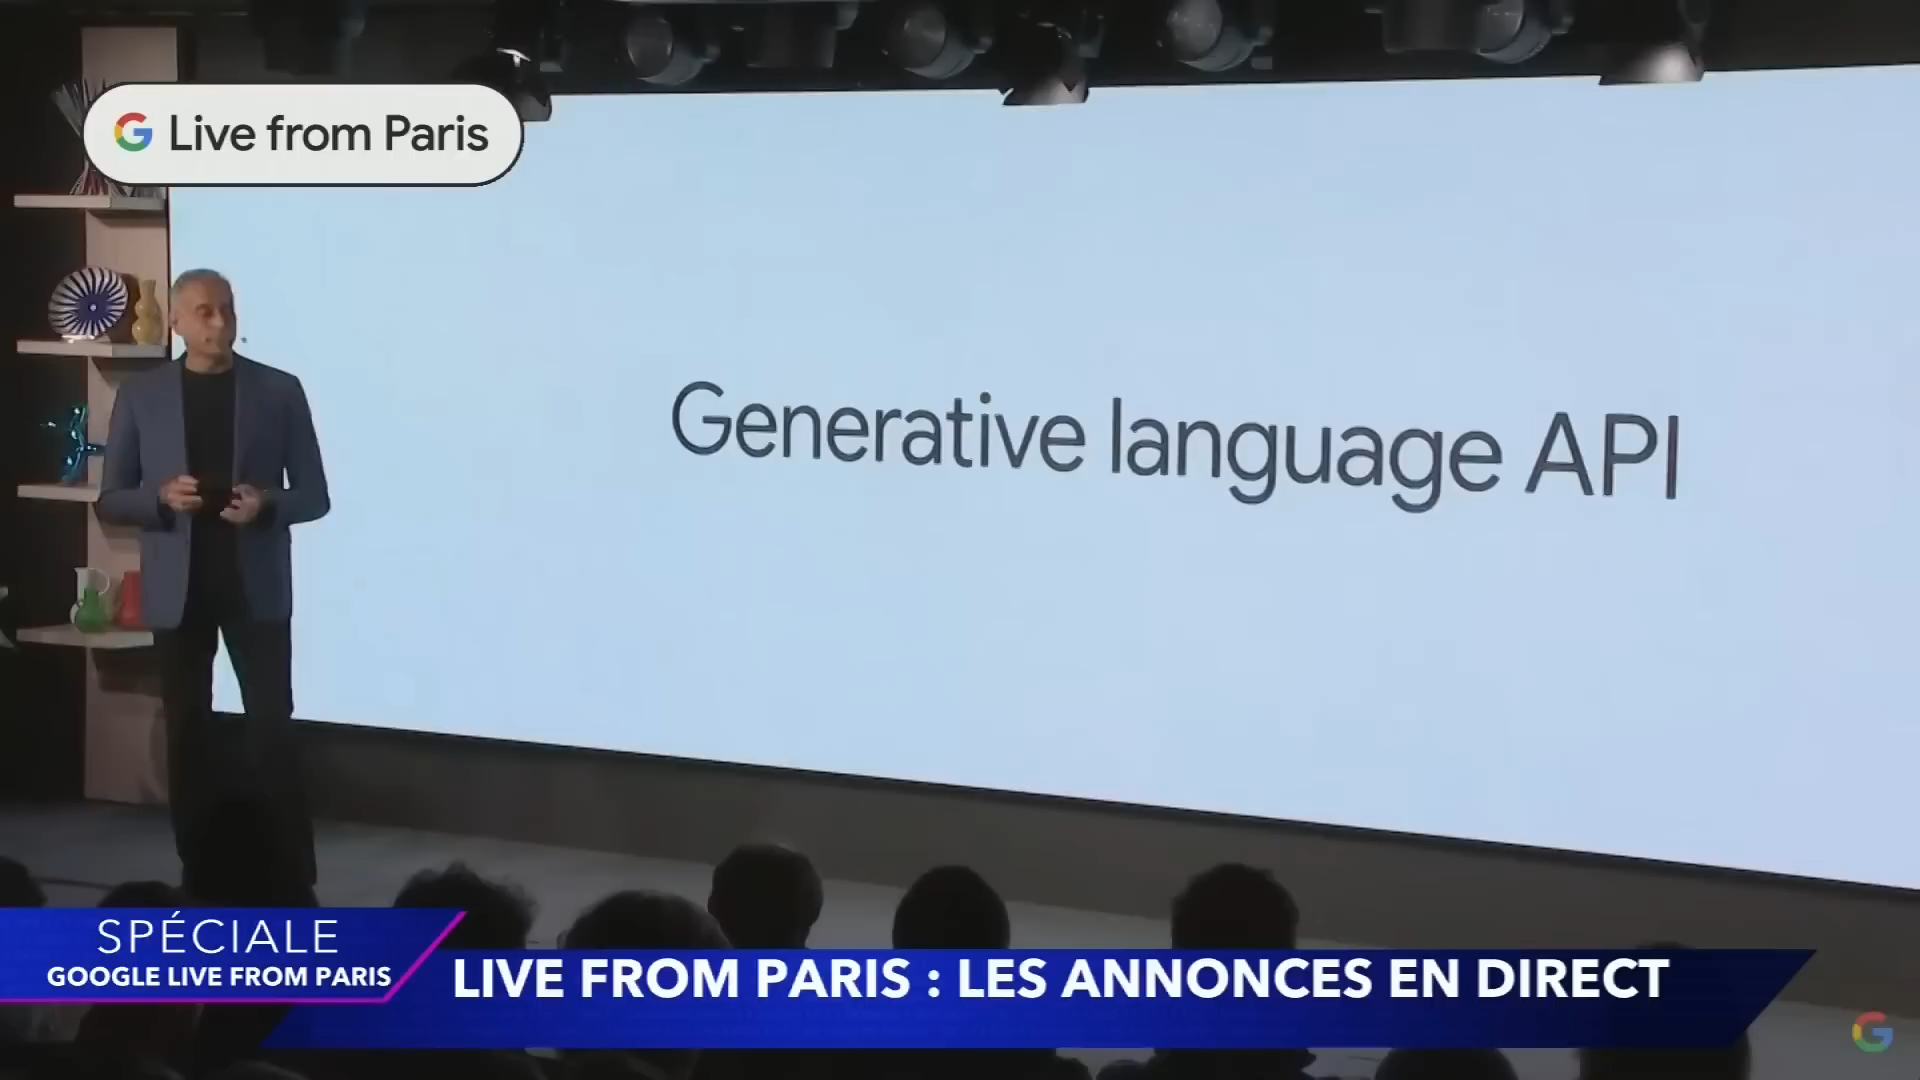 Live from Paris
Generative language API
SPÉCIALE
GOOGLE LIVE FROM PARIS
LIVE FROM PARIS : LES ANNONCES EN DIRECT